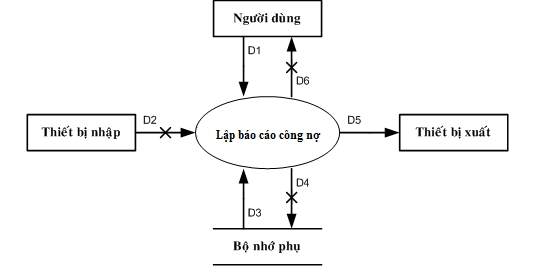 Người dùng
D1
D6
D2
Thiết bị nhập
Lập báo cáo công nợ
D5
Thiết bị xuất
D4
D3
Bộ nhớ phụ